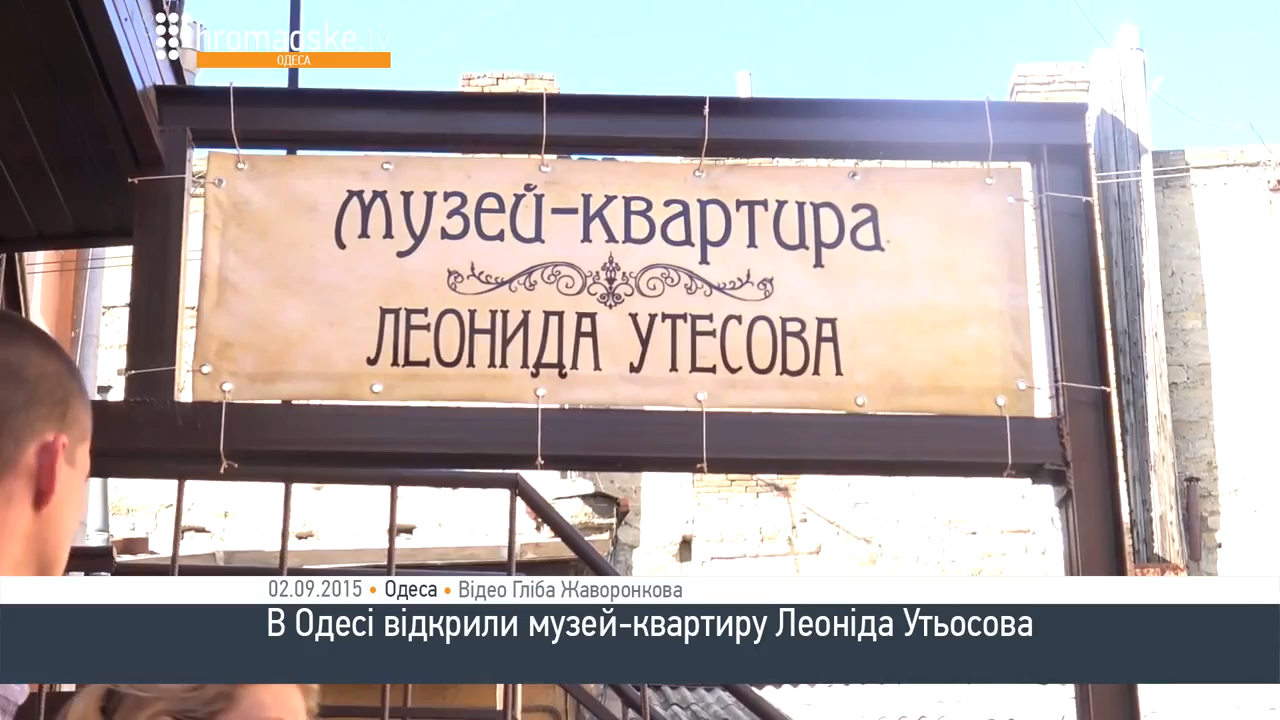 hromadske.tv
ОДЕСА
музей-квартира
ЛЕОНИДА УТЕСОВА
02.09.2015 • Одеса • Відео Гліба Жаворонкова
В Одесі відкрили музей-квартиру Леоніда Утьосова